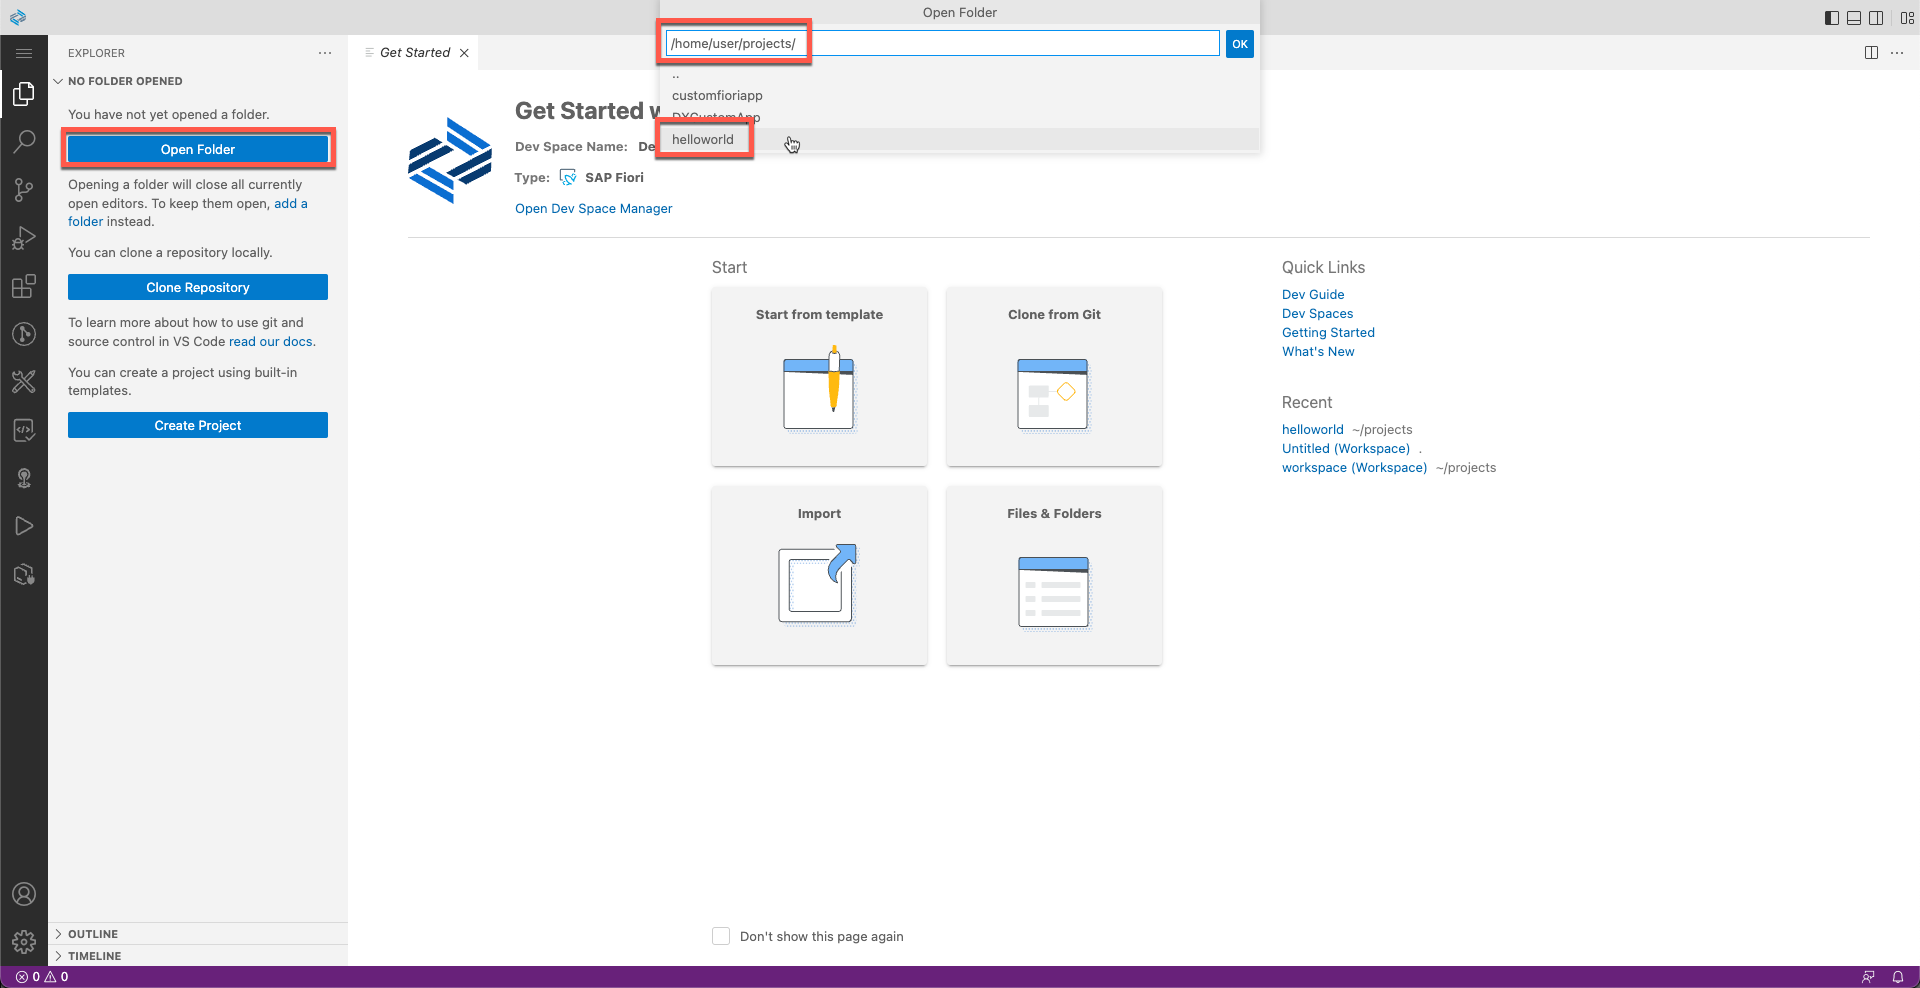 Open Folder
/home/user/projects/
OK
..
customfioriapp
DXCustomApp
helloworld
EXPLORER
NO FOLDER OPENED
You have not yet opened a folder.
Open Folder
Opening a folder will close all currently
open editors. To keep them open, add a
folder instead.
You can clone a repository locally.
Clone Repository
To learn more about how to use git and
source control in VS Code read our docs.
You can create a project using built-in
templates.
Create Project
OUTLINE
TIMELINE
Get Started
Get Started w
Dev Space Name: De
Type: SAP Fiori
Open Dev Space Manager
Start
Start from template
Clone from Git
Import
Files & Folders
Quick Links
Dev Guide
Dev Spaces
Getting Started
What's New
Recent
helloworld ~/projects
Untitled (Workspace) .
workspace (Workspace) ~/projects
Don't show this page again
0 0